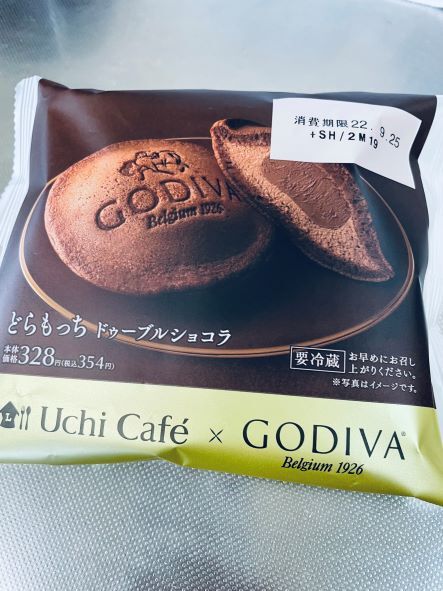 消費期限22. 9.25
+SH/2M19
GODIVA
Belgium 1926
どらもっち ドゥーブルショコラ
本体価格328円(税込354円)
要冷蔵 お早めにお召し
上がりください。
※写真はイメージです。
L Uchi Café × GODIVA®
Belgium 1926